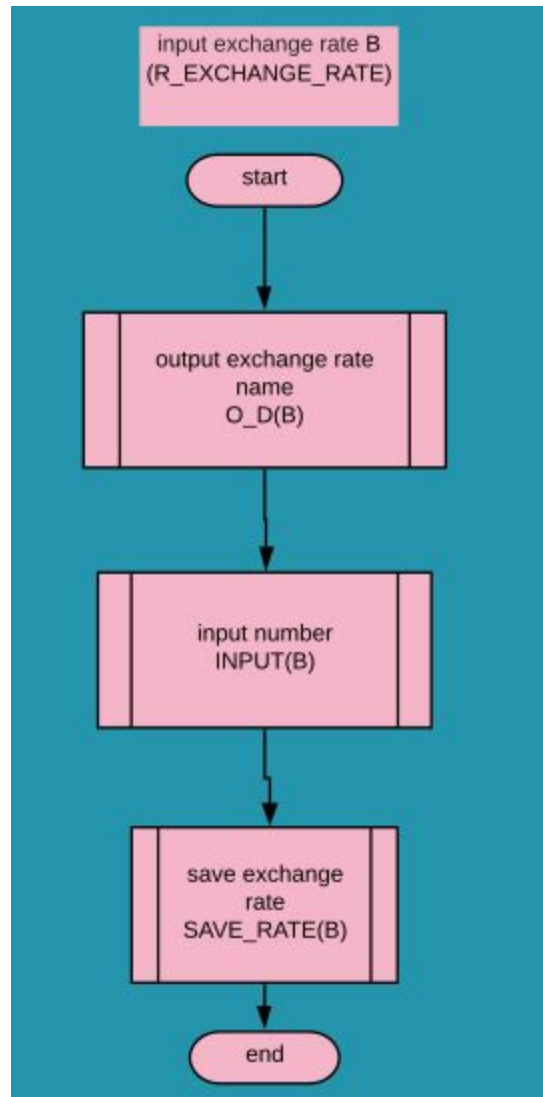 input exchange rate B
(R_EXCHANGE_RATE)
start
output exchange rate
name
O_D(B)
input number
INPUT(B)
save exchange
rate
SAVE_RATE(B)
end